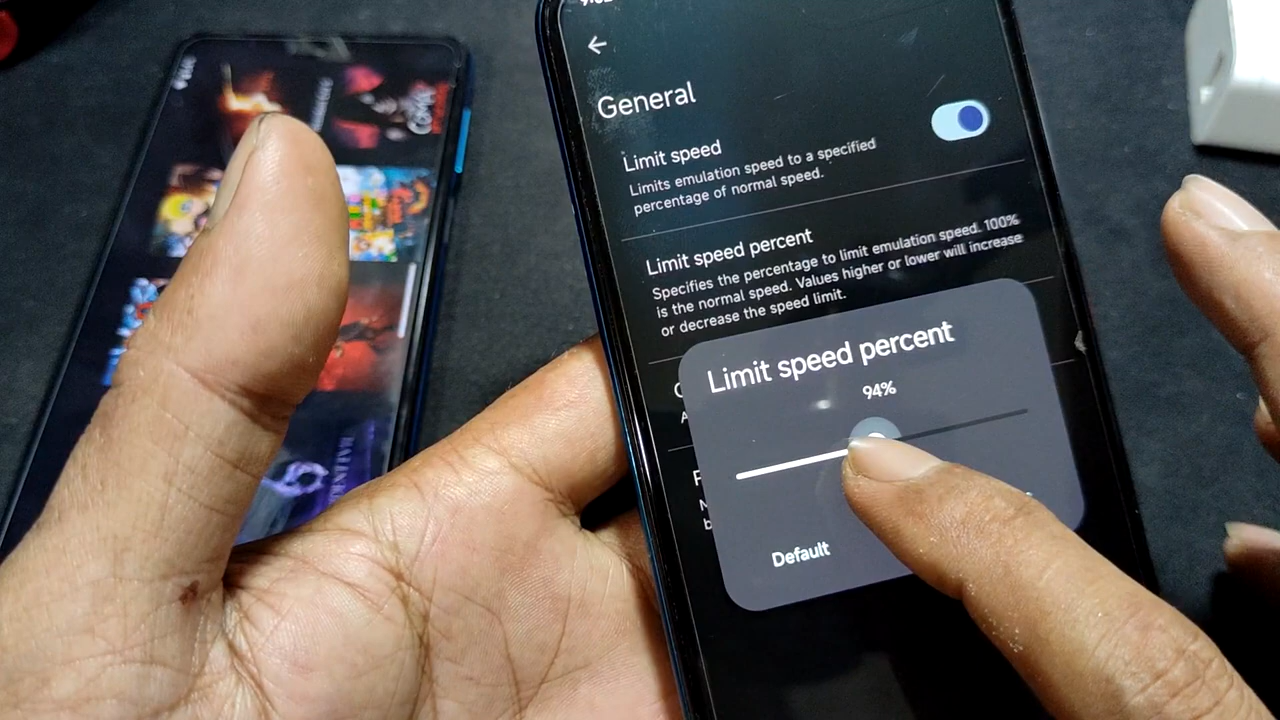 General
Limit speed
Limits emulation speed to a specified
percentage of normal speed.
Limit speed percent
Specifies the percentage to limit emulation speed. 100%
is the normal speed. Values higher or lower will increase
or decrease the speed limit.
Limit speed percent
94%
Default